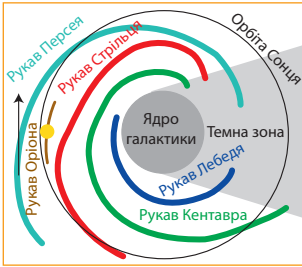 Рукав Персея
Рукав Стрільця
Орбіта Сонця
Рукав Оріона
Ядро
галактики
Темна зона
Рукав Лебедя
Рукав Кентавра